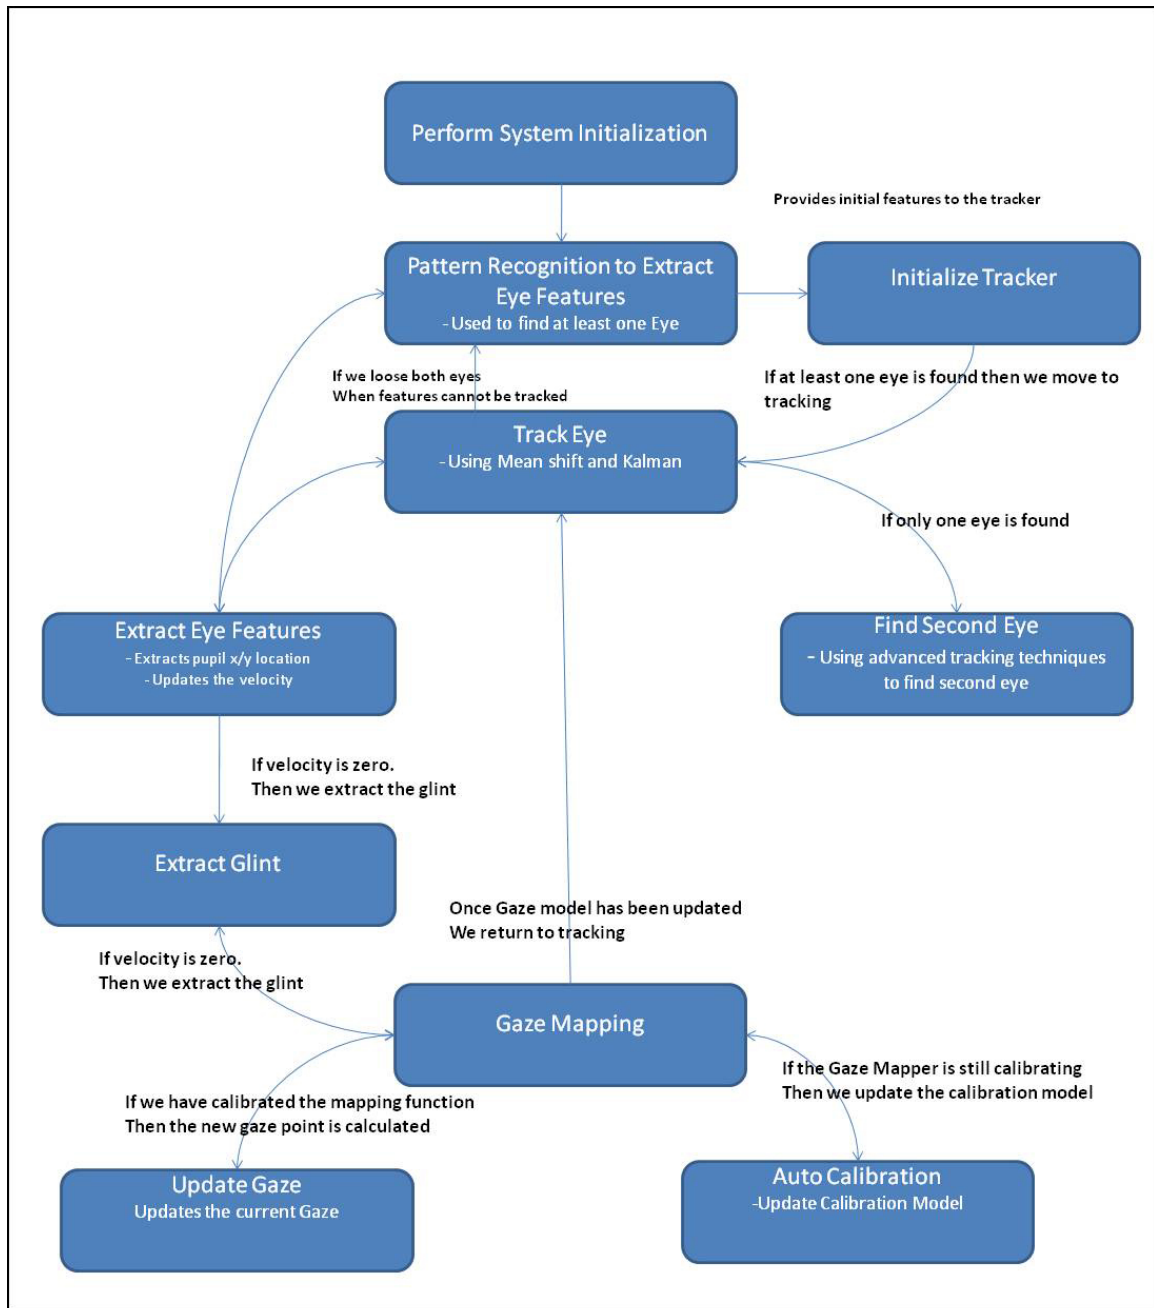 Perform System Initialization
Provides initial features to the tracker
Pattern Recognition to Extract
Eye Features
- Used to find at least one Eye
Initialize Tracker
If we loose both eyes
When features cannot be tracked
If at least one eye is found then we move to
tracking
Track Eye
- Using Mean shift and Kalman
If only one eye is found
Extract Eye Features
- Extracts pupil x/y location
- Updates the velocity
Find Second Eye
- Using advanced tracking techniques
to find second eye
If velocity is zero.
Then we extract the glint
Extract Glint
Once Gaze model has been updated
We return to tracking
If velocity is zero.
Then we extract the glint
Gaze Mapping
If the Gaze Mapper is still calibrating
Then we update the calibration model
If we have calibrated the mapping function
Then the new gaze point is calculated
Update Gaze
Updates the current Gaze
Auto Calibration
-Update Calibration Model